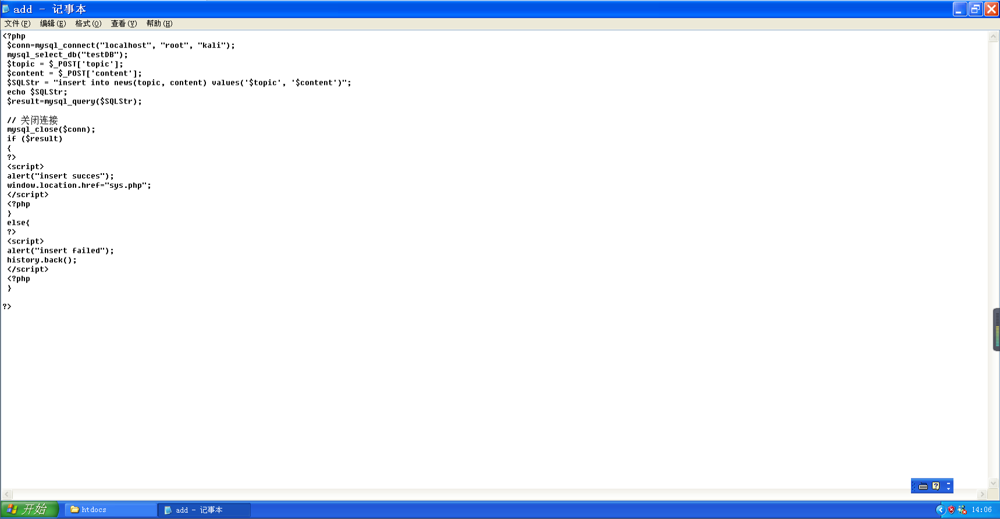 add - 记事本
文件(F) 编辑(E) 格式(O) 查看(V) 帮助(H)
<?php
$conn=mysql_connect("localhost", "root", "kali");
mysql_select_db("testDB");
$topic = $_POST['topic'];
$content = $_POST['content'];
$SQLStr = "insert into news(topic, content) values('$topic', '$content')";
echo $SQLStr;
$result=mysql_query($SQLStr);
// 关闭连接
mysql_close($conn);
if ($result)
{
?>
<script>
alert("insert succes");
window.location.href="sys.php";
</script>
<?php
}
else{
?>
<script>
alert("insert failed");
history.back();
</script>
<?php
}
?>
开始 htdocs add - 记事本 14:06